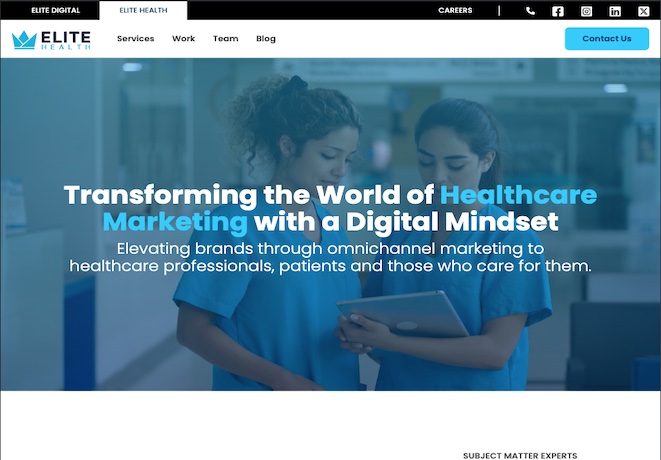 ELITE DIGITAL
ELITE HEALTH
CAREERS
ELITE
HEALTH
Services
Work
Team
Blog
Contact Us
Transforming the World of Healthcare
Marketing with a Digital Mindset
Elevating brands through omnichannel marketing to
healthcare professionals, patients and those who care for them.
SUBJECT MATTER EXPERTS